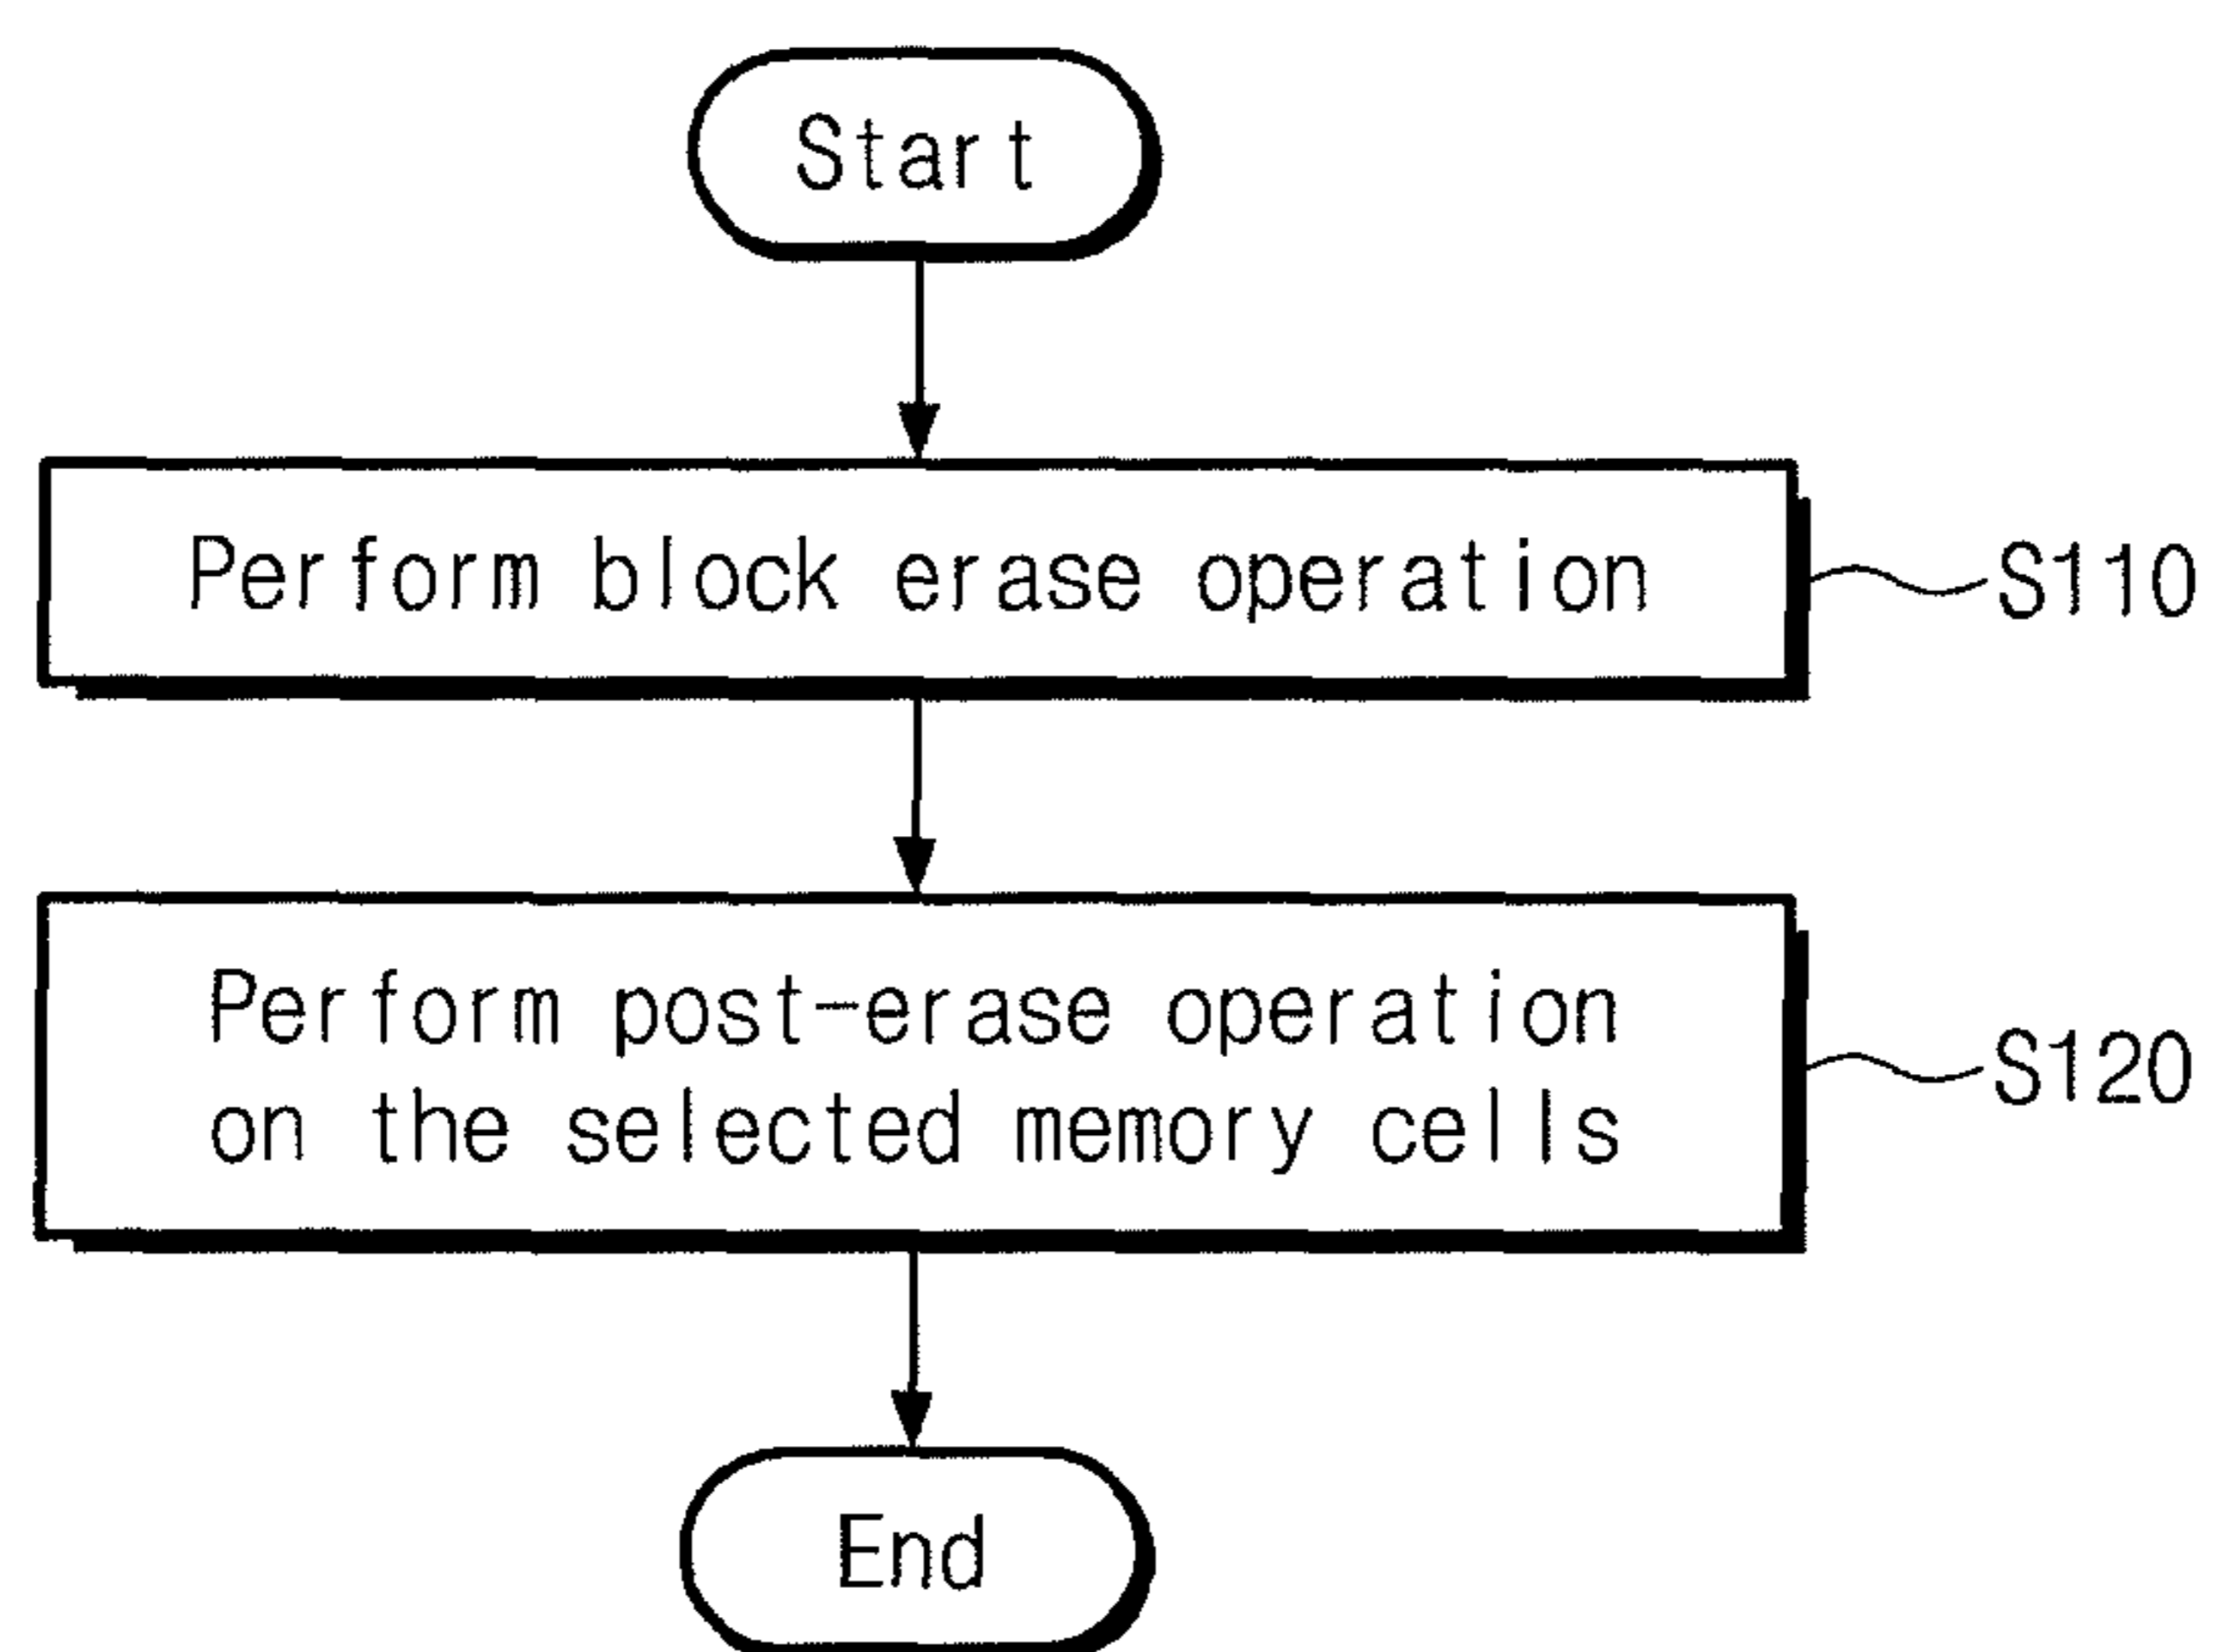 Start
Perform block erase operation
S110
Perform post-erase operation
on the selected memory cells
S120
End